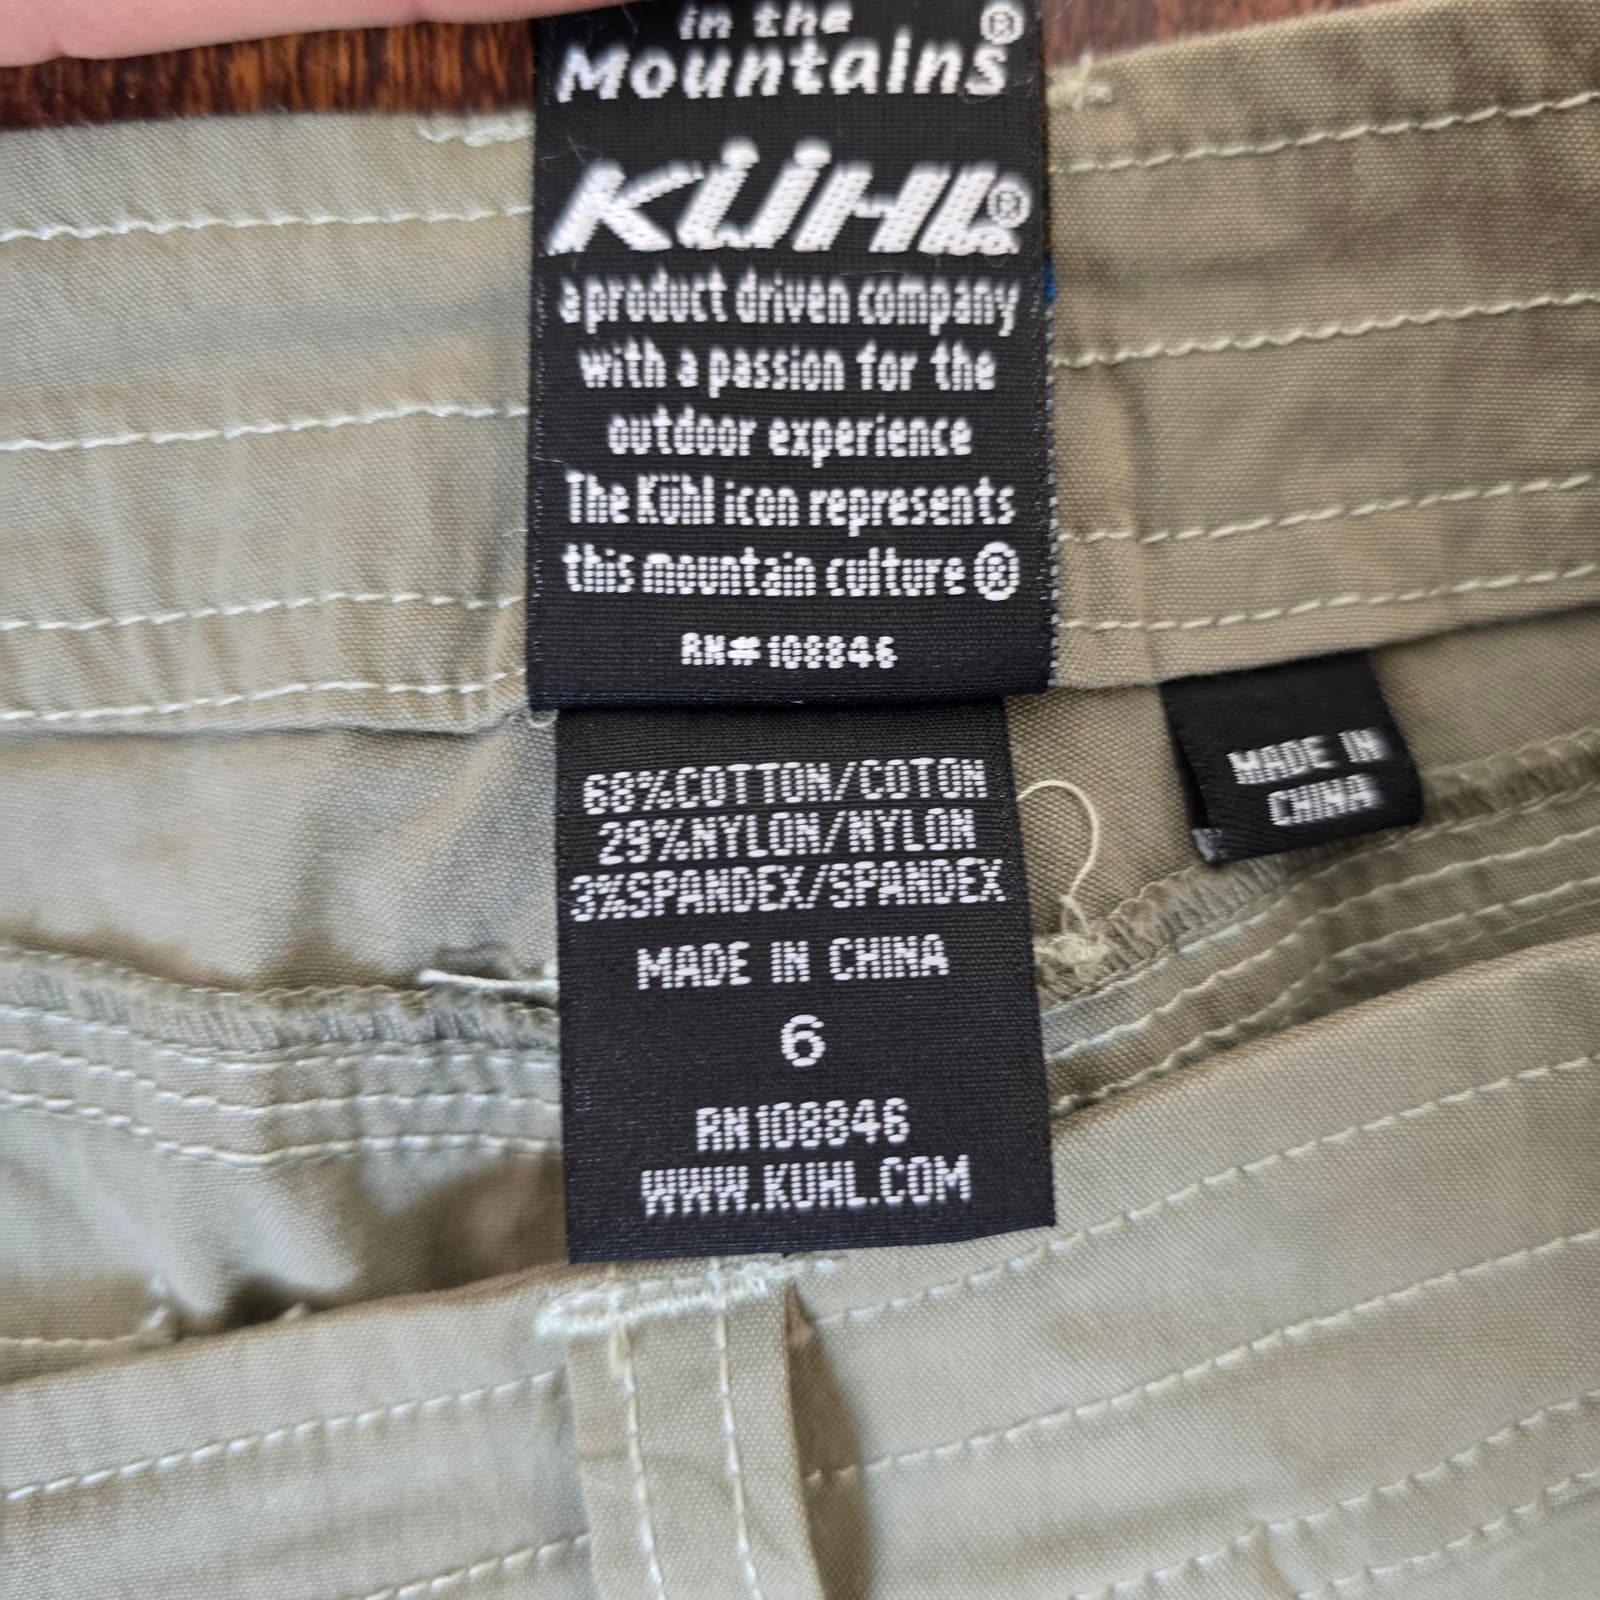 in the ®
Mountains
KÜHL®
a product driven company
with a passion for the
outdoor experience
The Kühl icon represents
this mountain culture ®
RN#108846
68%COTTON/COTON
29%NYLON/NYLON
3%SPANDEX/SPANDEX
MADE IN CHINA
6
RN108846
WWW.KUHL.COM
MADE IN
CHINA